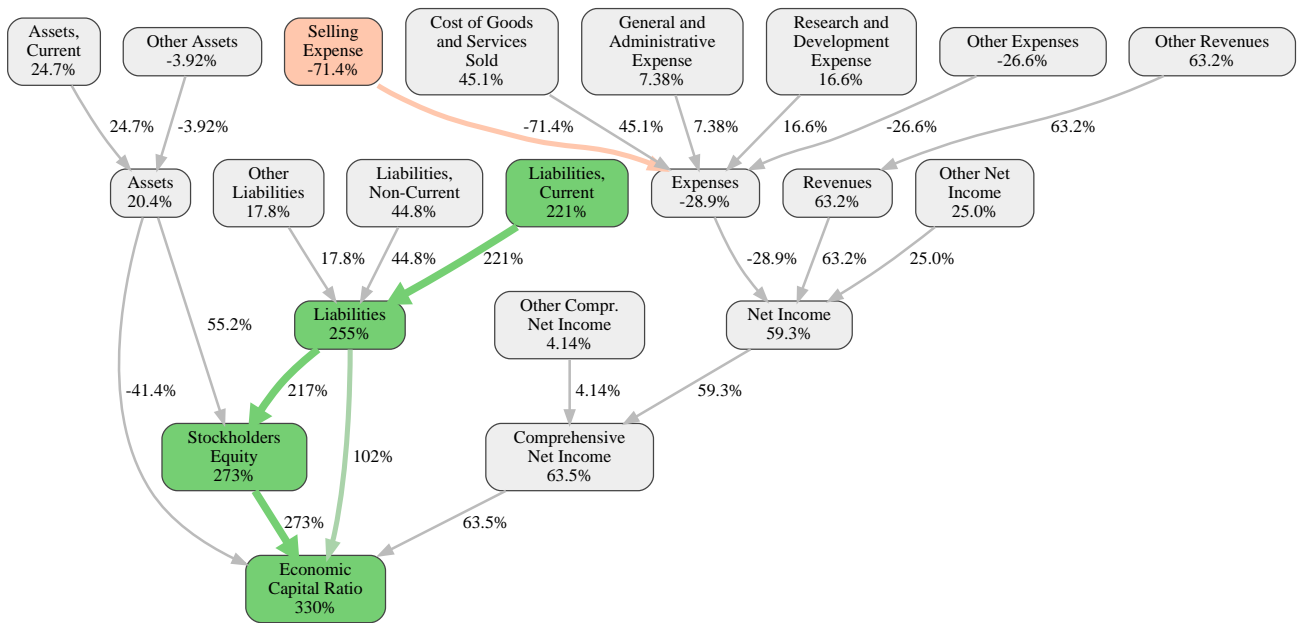 Assets,
Current
24.7%
Other Assets
-3.92%
Selling
Expense
-71.4%
Cost of Goods
and Services
Sold
45.1%
General and
Administrative
Expense
7.38%
Research and
Development
Expense
16.6%
Other Expenses
-26.6%
Other Revenues
63.2%
24.7%
-3.92%
-71.4%
45.1%
7.38%
16.6%
-26.6%
63.2%
Assets
20.4%
Other
Liabilities
17.8%
Liabilities,
Non-Current
44.8%
Liabilities,
Current
221%
Expenses
-28.9%
Revenues
63.2%
Other Net
Income
25.0%
17.8%
44.8%
221%
-28.9%
63.2%
25.0%
Liabilities
255%
Other Compr.
Net Income
4.14%
Net Income
59.3%
55.2%
-41.4%
217%
4.14%
59.3%
Stockholders
Equity
273%
102%
Comprehensive
Net Income
63.5%
273%
63.5%
Economic
Capital Ratio
330%